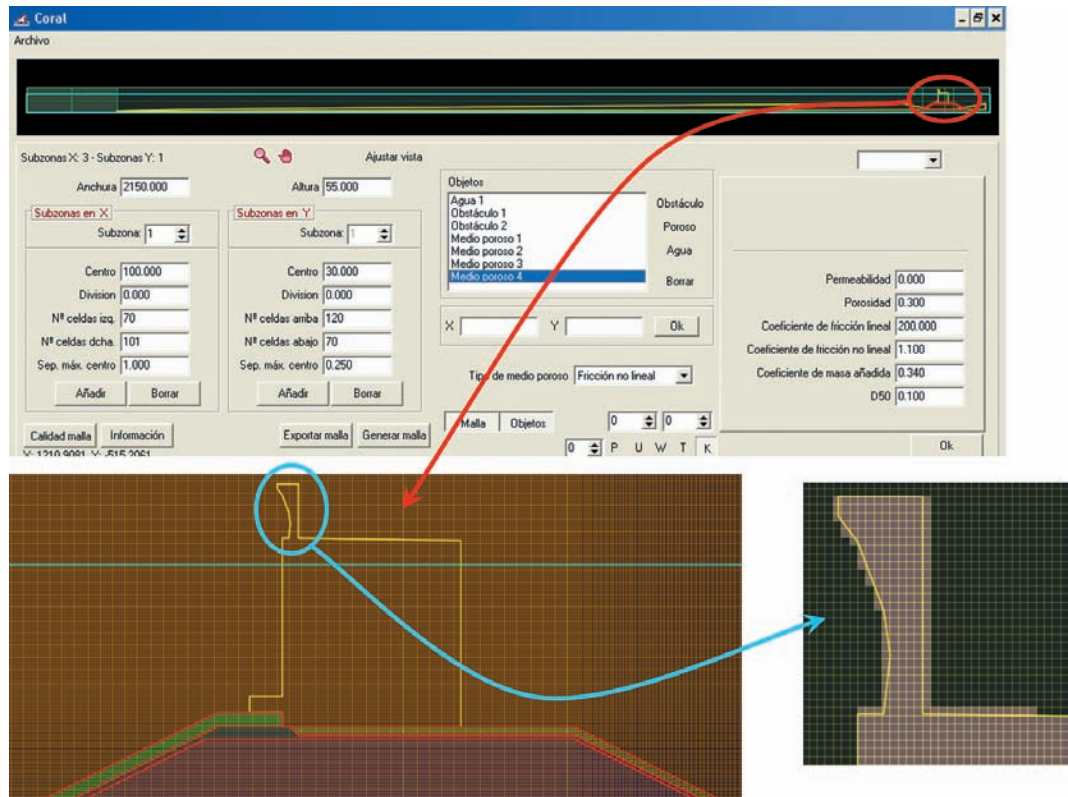 Coral
Archivo
Subzonas X: 3 - Subzonas Y: 1
Ajustar vista
Anchura 2150.000
Altura 55.000
Subzonas en X
Subzona: 1
Centro 100.000
Division 0.000
Nº celdas izq. 70
Nº celdas dcha. 101
Sep. máx. centro 1.000
Añadir Borrar
Subzonas en Y
Subzona: 1
Centro 30.000
Division 0.000
Nº celdas arriba 120
Nº celdas abajo 70
Sep. máx. centro 0.250
Añadir Borrar
Calidad malla Información
Exportar malla Generar malla
Objetos
Agua 1
Obstáculo 1
Obstáculo 2
Medio poroso 1
Medio poroso 2
Medio poroso 3
Medio poroso 4
Obstáculo
Poroso
Agua
Borrar
X Y Ok
Tipo de medio poroso Fricción no lineal
Malla Objetos 0 0
0 P U W T K
Permeabilidad 0.000
Porosidad 0.300
Coeficiente de fricción lineal 200.000
Coeficiente de fricción no lineal 1.100
Coeficiente de masa añadida 0.340
D50 0.100
Ok